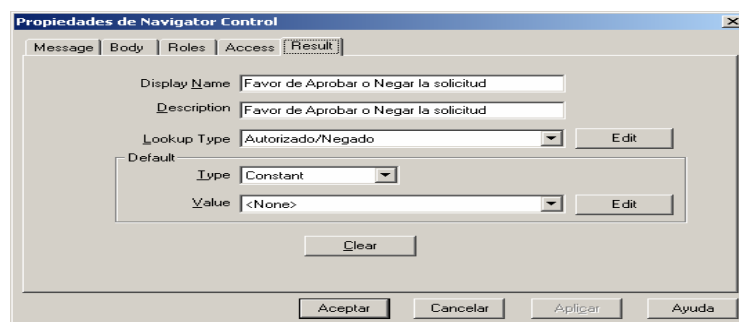 Propiedades de Navigator Control
Message Body Roles Access Result
Display Name Favor de Aprobar o Negar la solicitud
Description Favor de Aprobar o Negar la solicitud
Lookup Type Autorizado/Negado Edit
Default
Type Constant
Value <None> Edit
Clear
Aceptar Cancelar Aplicar Ayuda